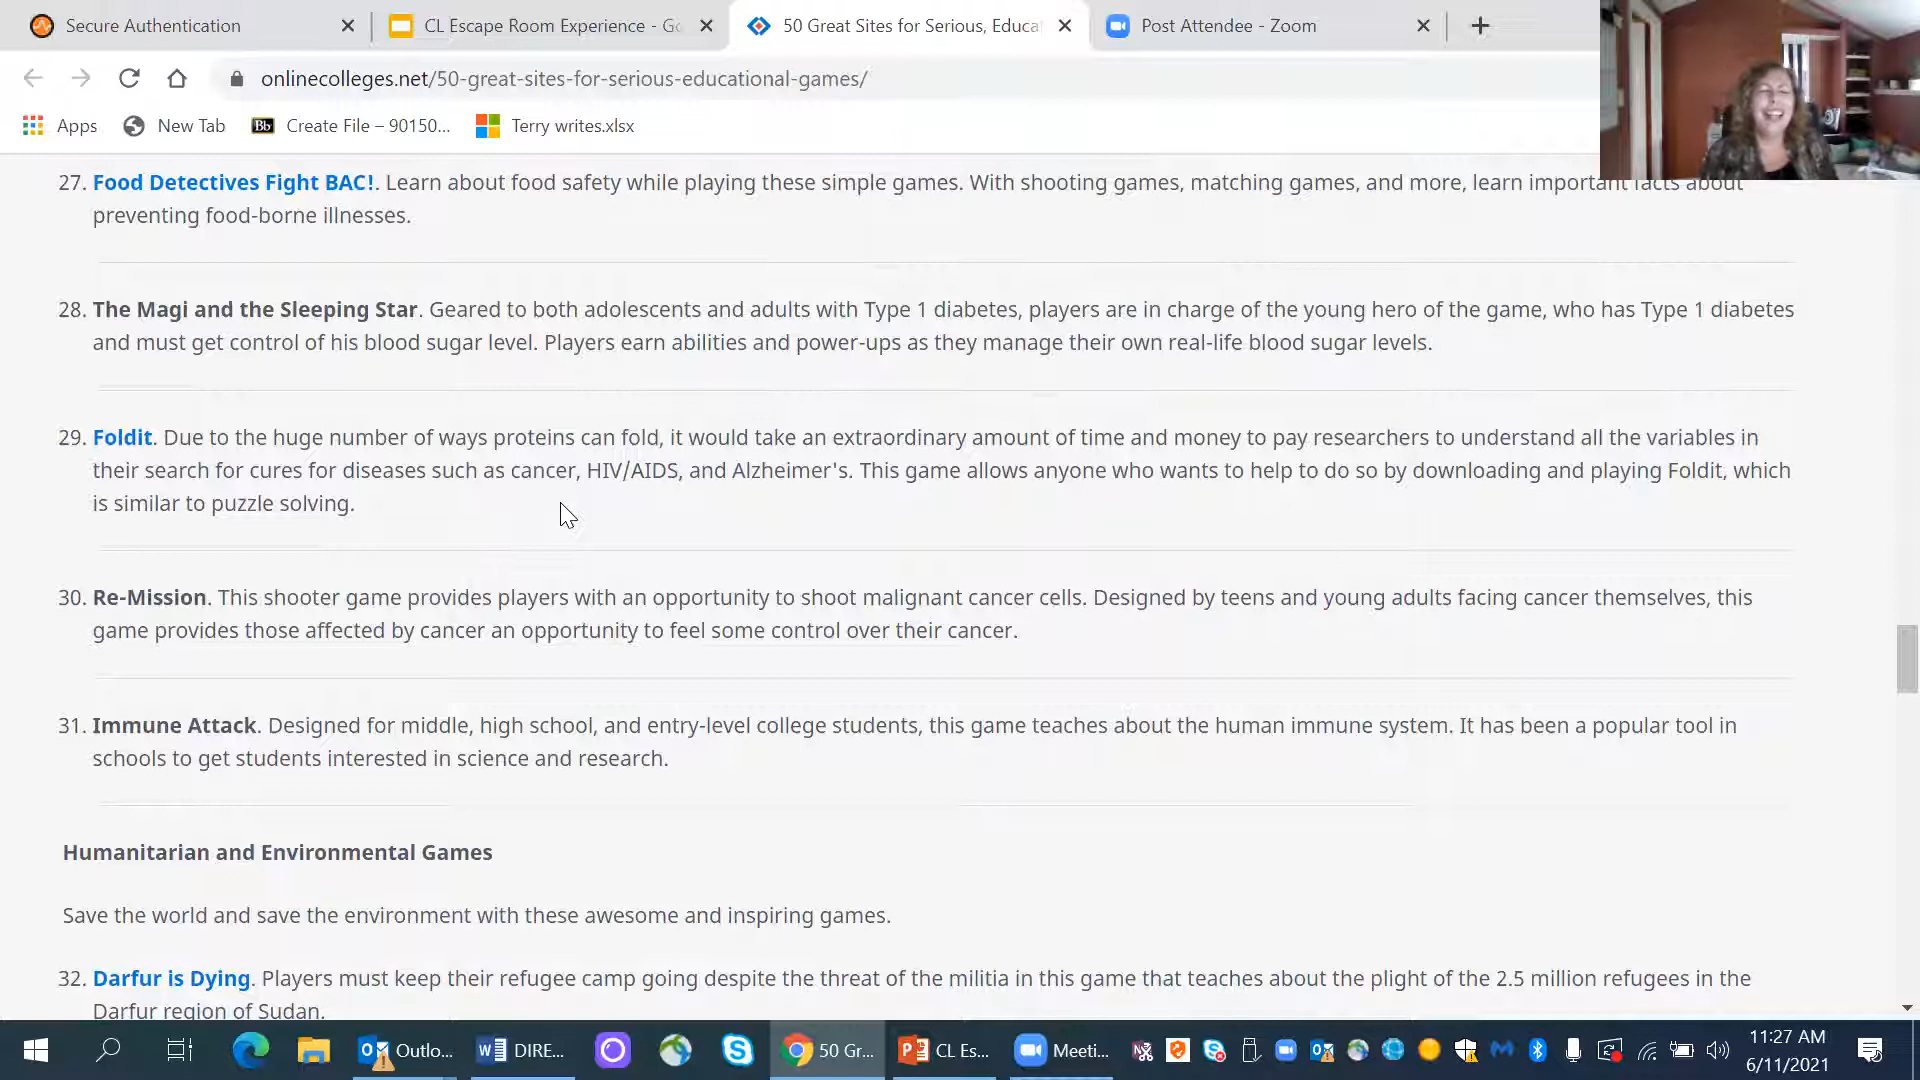 Secure Authentication
CL Escape Room Experience - Go
50 Great Sites for Serious, Educa
Post Attendee - Zoom
onlinecolleges.net/50-great-sites-for-serious-educational-games/
Apps
New Tab
Bb
Create File – 90150...
Terry writes.xlsx
27. Food Detectives Fight BAC!. Learn about food safety while playing these simple games. With shooting games, matching games, and more, learn important facts about
preventing food-borne illnesses.
28. The Magi and the Sleeping Star. Geared to both adolescents and adults with Type 1 diabetes, players are in charge of the young hero of the game, who has Type 1 diabetes
and must get control of his blood sugar level. Players earn abilities and power-ups as they manage their own real-life blood sugar levels.
29. Foldit. Due to the huge number of ways proteins can fold, it would take an extraordinary amount of time and money to pay researchers to understand all the variables in
their search for cures for diseases such as cancer, HIV/AIDS, and Alzheimer's. This game allows anyone who wants to help to do so by downloading and playing Foldit, which
is similar to puzzle solving.
30. Re-Mission. This shooter game provides players with an opportunity to shoot malignant cancer cells. Designed by teens and young adults facing cancer themselves, this
game provides those affected by cancer an opportunity to feel some control over their cancer.
31. Immune Attack. Designed for middle, high school, and entry-level college students, this game teaches about the human immune system. It has been a popular tool in
schools to get students interested in science and research.
Humanitarian and Environmental Games
Save the world and save the environment with these awesome and inspiring games.
32. Darfur is Dying. Players must keep their refugee camp going despite the threat of the militia in this game that teaches about the plight of the 2.5 million refugees in the
Darfur region of Sudan.
Outlo...
DIRE...
50 Gr...
CL Es...
Meeti...
11:27 AM
6/11/2021